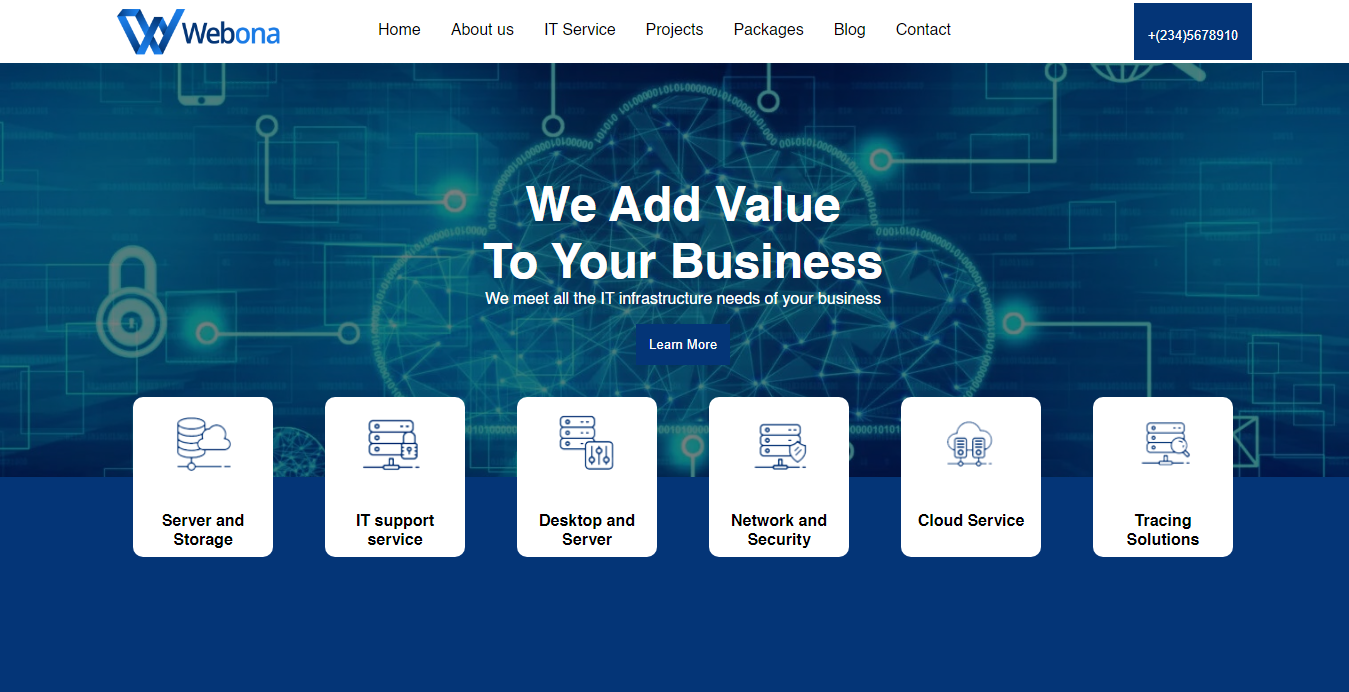 Webona
Home About us IT Service Projects Packages Blog Contact
+(234)5678910
We Add Value
To Your Business
We meet all the IT infrastructure needs of your business
Learn More
Server and
Storage
IT support
service
Desktop and
Server
Network and
Security
Cloud Service
Tracing
Solutions